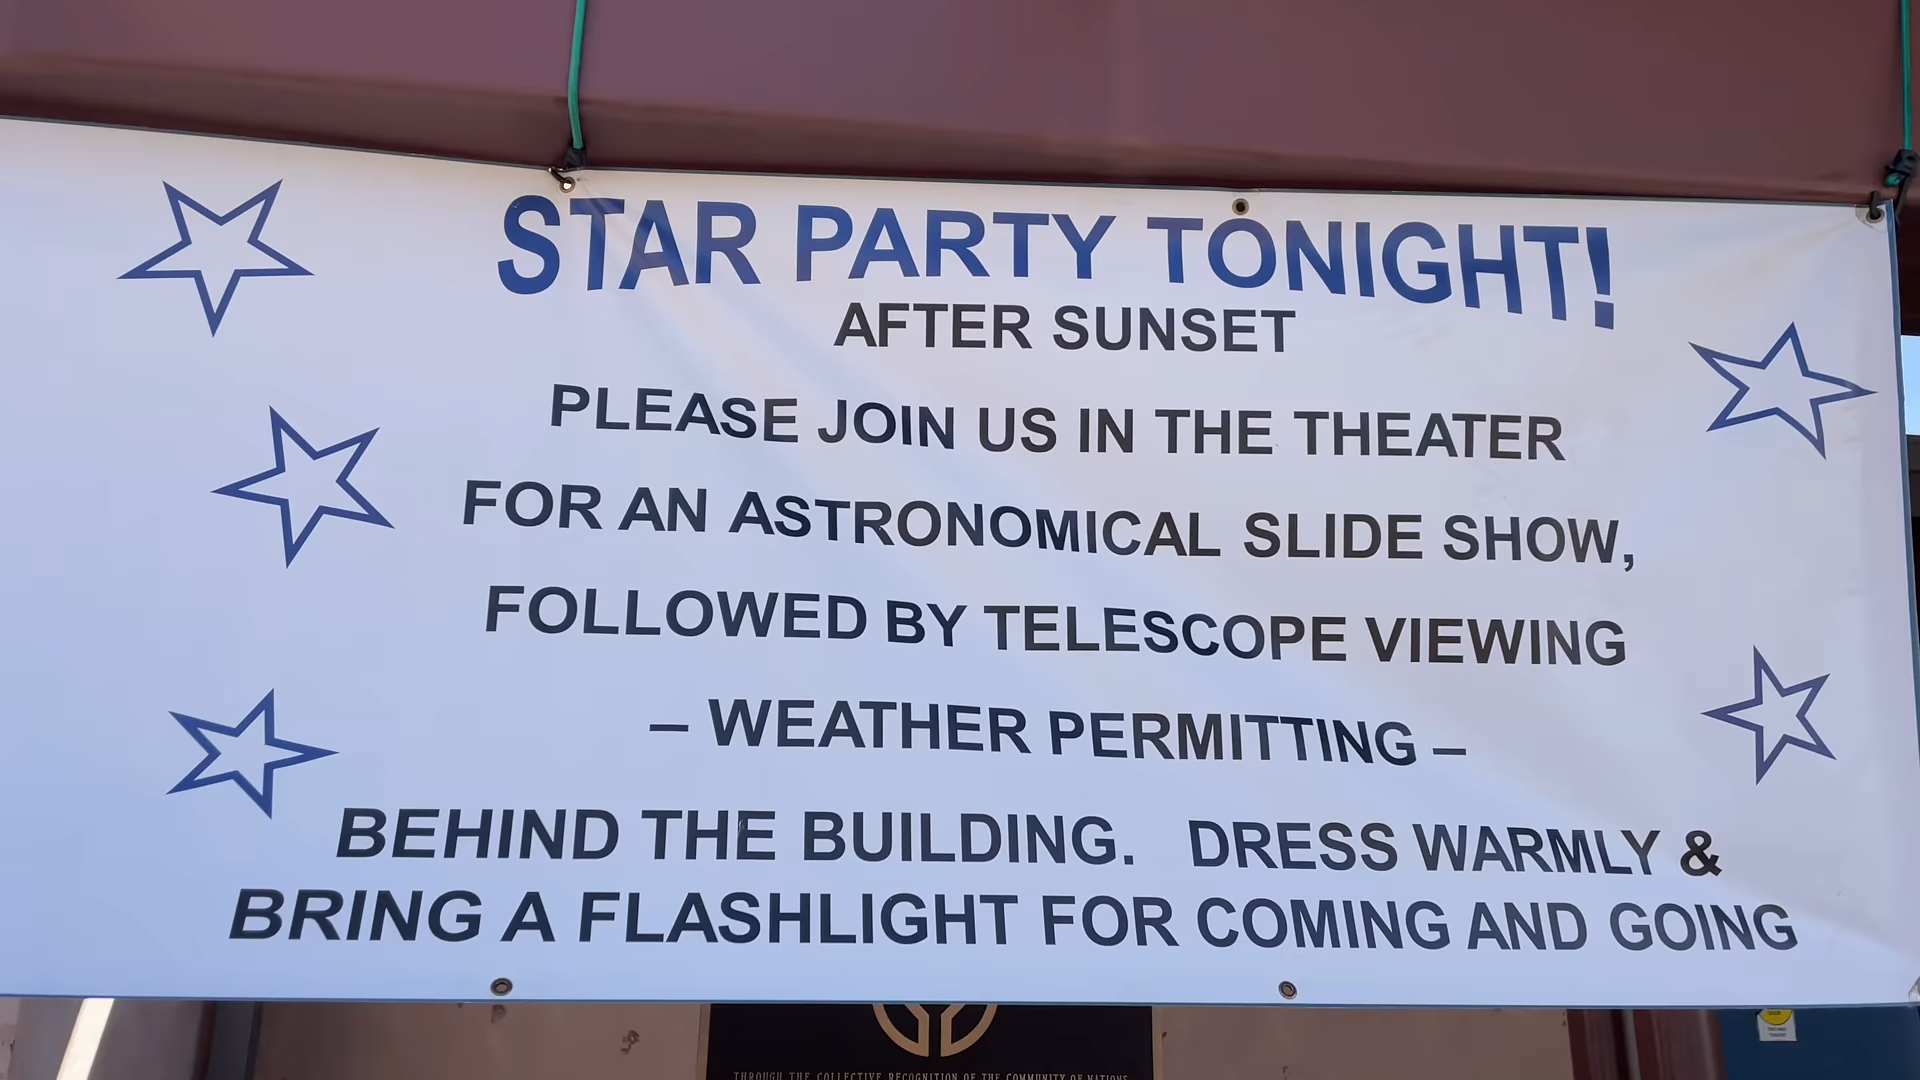 STAR PARTY TONIGHT!
AFTER SUNSET
PLEASE JOIN US IN THE THEATER
FOR AN ASTRONOMICAL SLIDE SHOW,
FOLLOWED BY TELESCOPE VIEWING
– WEATHER PERMITTING –
BEHIND THE BUILDING. DRESS WARMLY &
BRING A FLASHLIGHT FOR COMING AND GOING
THROUGH THE COLLECTIVE RECOGNITION OF THE COMMUNITY OF NATIONS